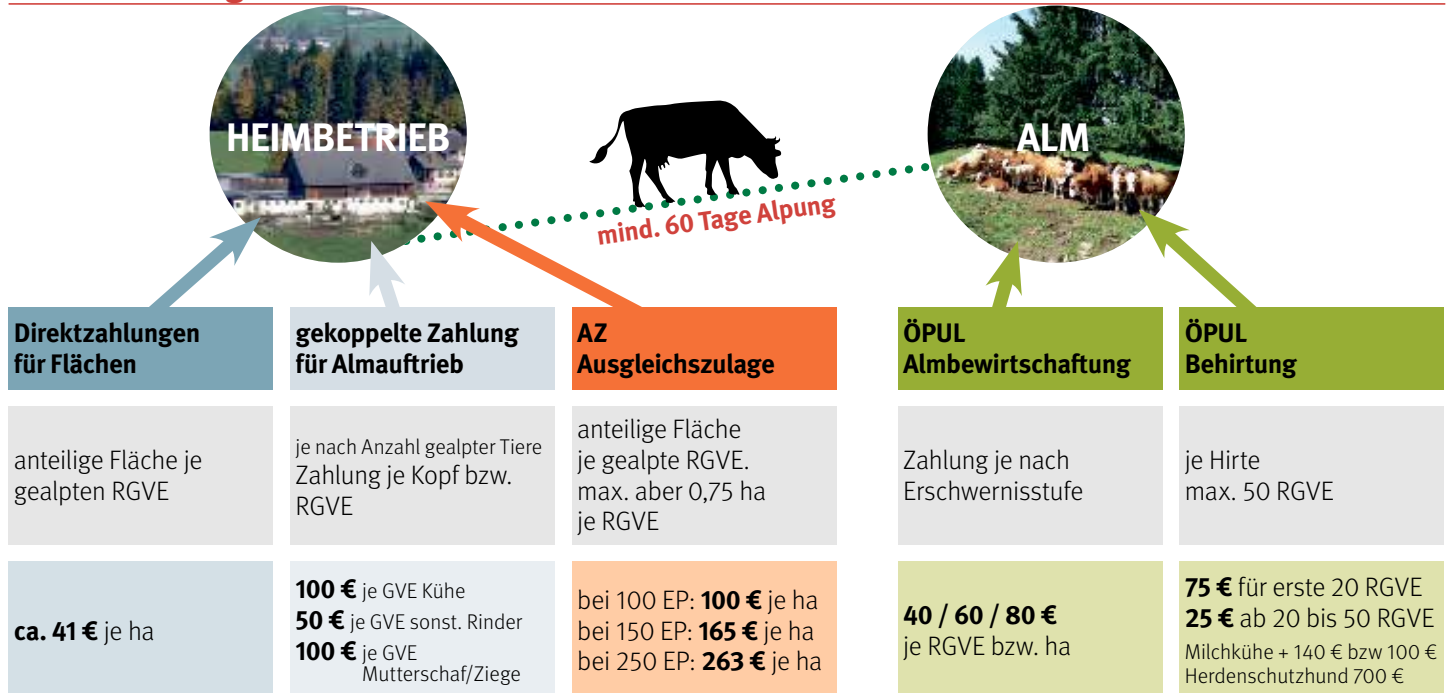 HEIMBETRIEB
ALM
mind. 60 Tage Alpung
Direktzahlungen
für Flächen
anteilige Fläche je
gealpten RGVE
ca. 41 € je ha
gekoppelte Zahlung
für Almauftrieb
je nach Anzahl gealpter Tiere
Zahlung je Kopf bzw.
RGVE
100 € je GVE Kühe
50 € je GVE sonst. Rinder
100 € je GVE
Mutterschaf/Ziege
AZ
Ausgleichszulage
anteilige Fläche
je gealpte RGVE.
max. aber 0,75 ha
je RGVE
bei 100 EP: 100 € je ha
bei 150 EP: 165 € je ha
bei 250 EP: 263 € je ha
ÖPUL
Almbewirtschaftung
Zahlung je nach
Erschwernisstufe
40 / 60 / 80 €
je RGVE bzw. ha
ÖPUL
Behirtung
je Hirte
max. 50 RGVE
75 € für erste 20 RGVE
25 € ab 20 bis 50 RGVE
Milchkühe + 140 € bzw 100 €
Herdenschutzhund 700 €